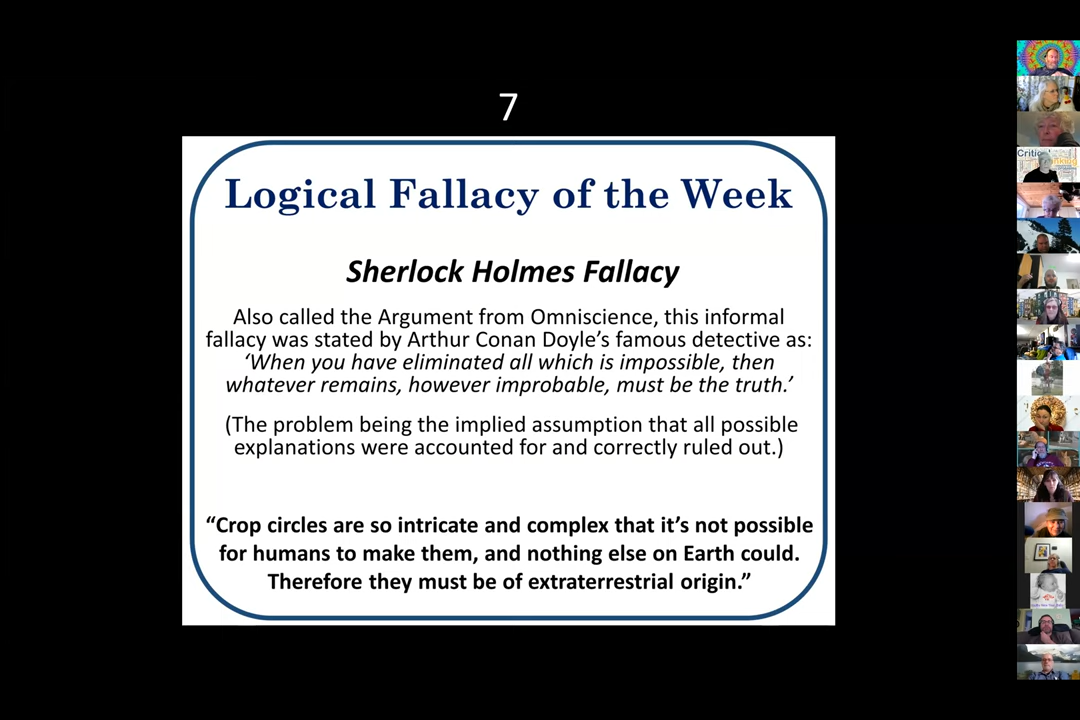 7
Logical Fallacy of the Week
Sherlock Holmes Fallacy
Also called the Argument from Omniscience, this informal
fallacy was stated by Arthur Conan Doyle’s famous detective as:
‘When you have eliminated all which is impossible, then
whatever remains, however improbable, must be the truth.’
(The problem being the implied assumption that all possible
explanations were accounted for and correctly ruled out.)
“Crop circles are so intricate and complex that it’s not possible
for humans to make them, and nothing else on Earth could.
Therefore they must be of extraterrestrial origin.”